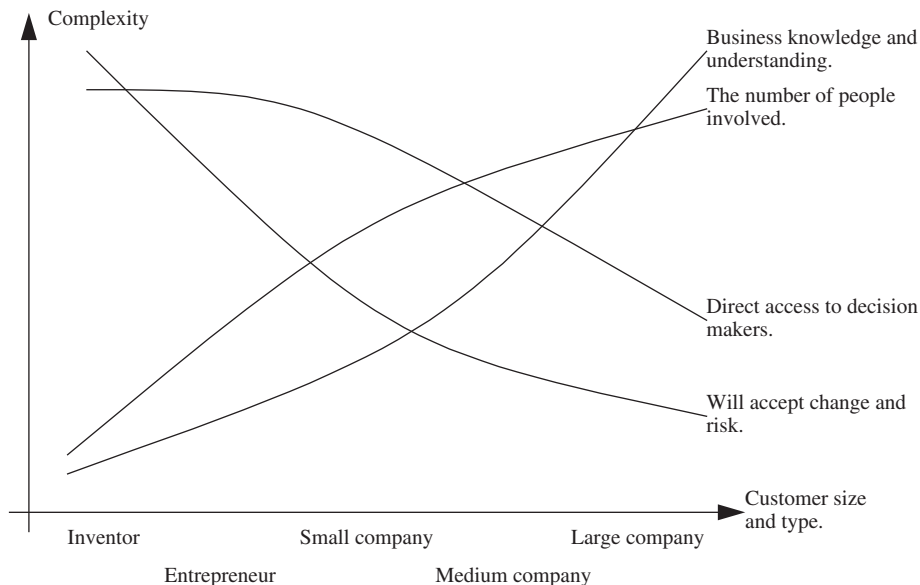 Complexity
Business knowledge and
understanding.
The number of people
involved.
Direct access to decision
makers.
Will accept change and
risk.
Customer size
and type.
Inventor
Small company
Large company
Entrepreneur
Medium company